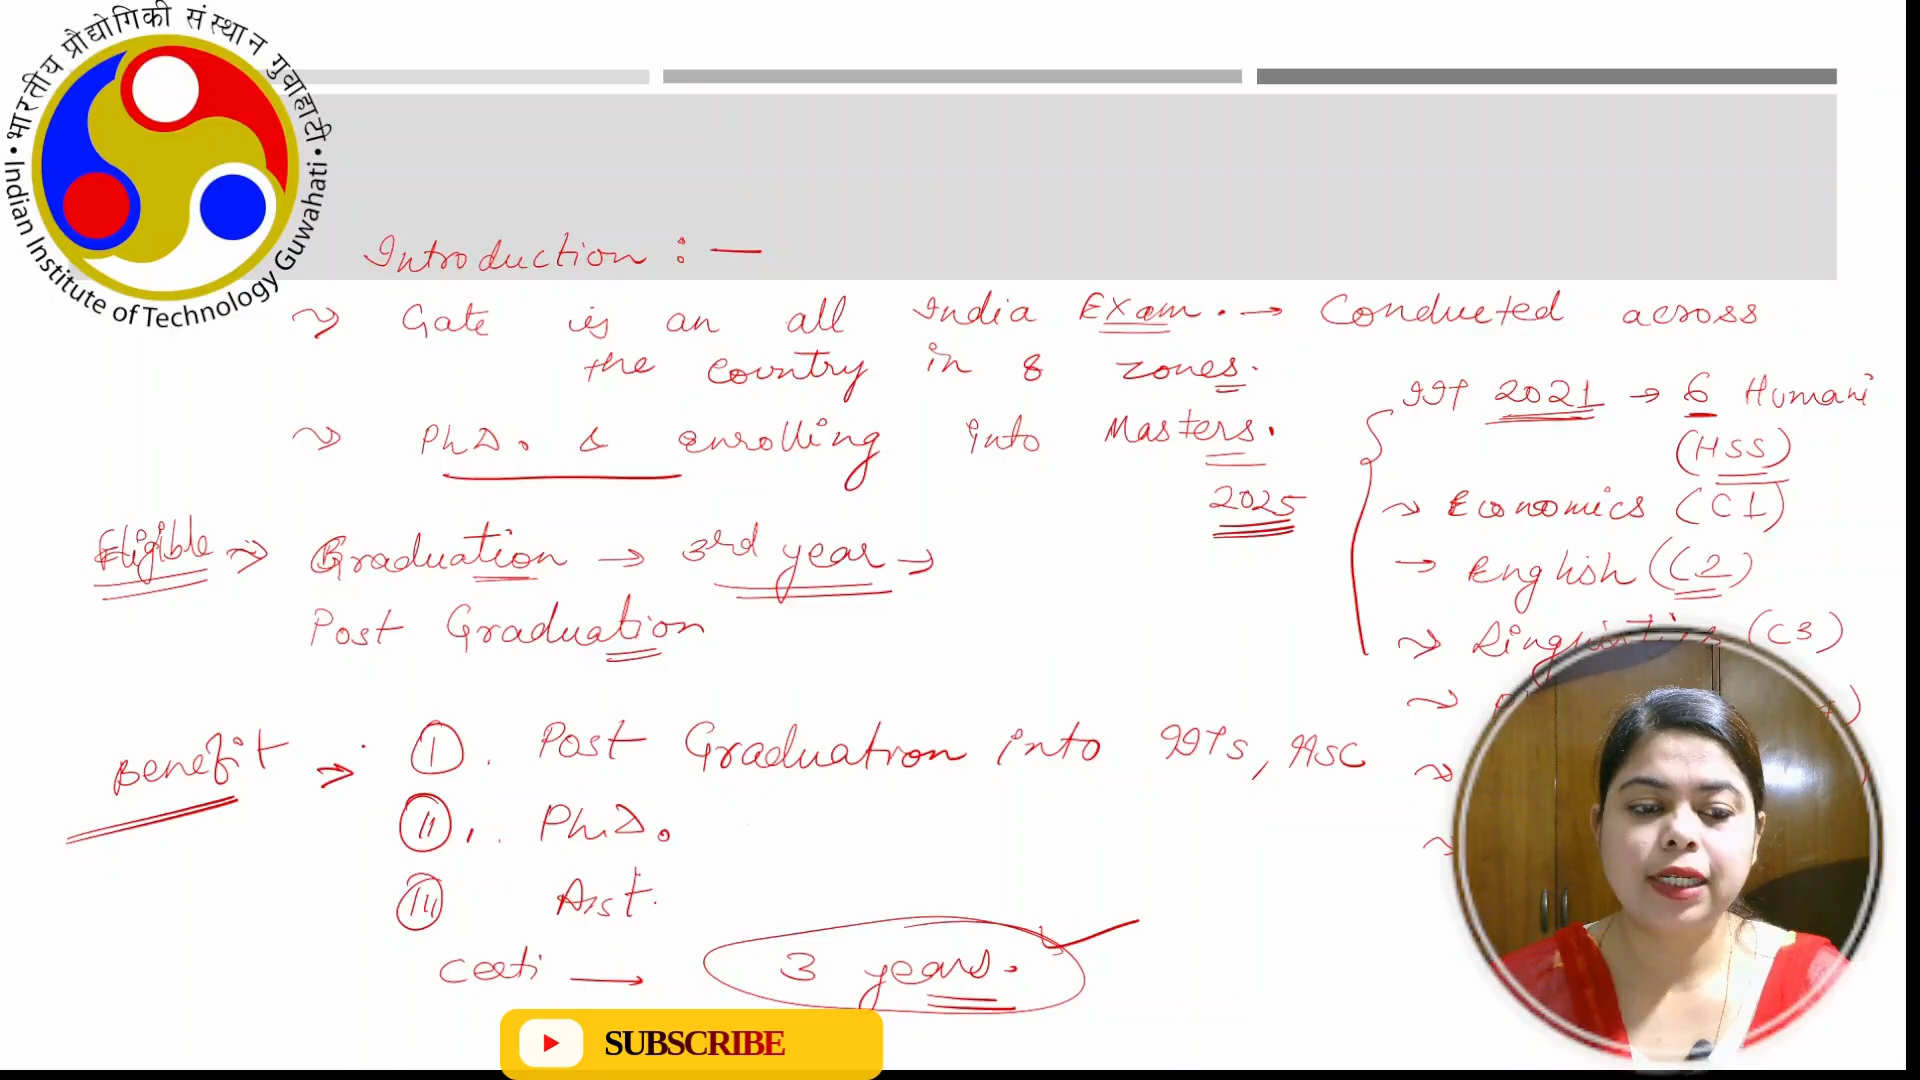 भारतीय प्रौद्योगिकी संस्थान गुवाहाटी
Indian Institute of Technology Guwahati
Introduction : —
Gate is an all India Exam. → Conducted across
the country in 8 zones.
PhD. & enrolling into Masters.
2025
IIT 2021 → 6 Humani
(HSS)
→ Economics (C1)
→ English (C2)
→ Linguistics (C3)
Eligible → Graduation → 3rd year →
Post Graduation
Benefit → I. Post Graduation into IITs, IISC
II. Ph.D.
III Asst.
3 years.
SUBSCRIBE